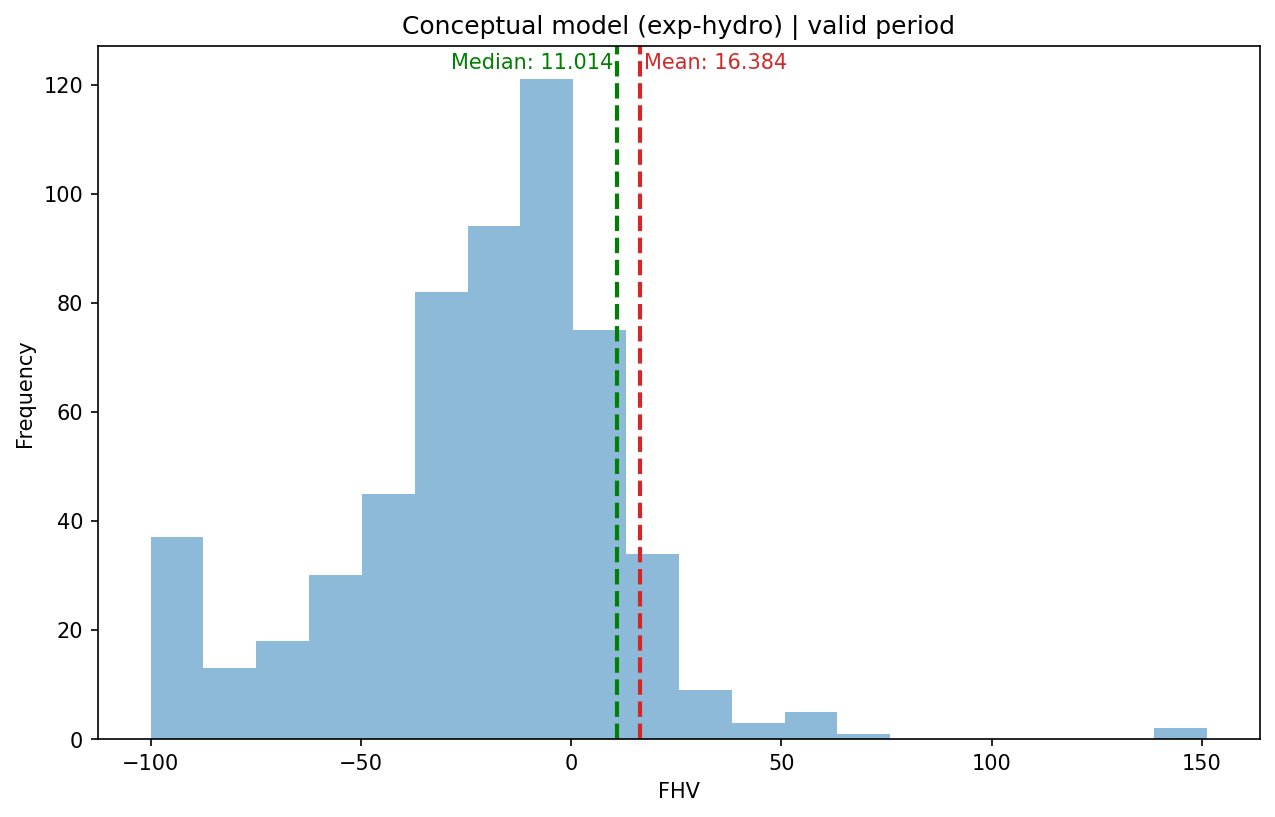 Conceptual model (exp-hydro) | valid period
Median: 11.014
Mean: 16.384
120
100
80
60
40
20
0
Frequency
−100
−50
0
50
100
150
FHV